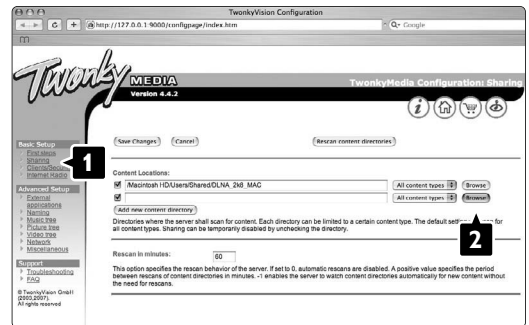 TwonkyVision Configuration
http://127.0.0.1:9000/configpage/index.htm
Google
Twonky MEDIA
Version 4.4.2
TwonkyMedia Configuration: Sharing
Basic Setup
First steps
Sharing
Clients/Security
Internet Radio
Advanced Setup
External applications
Naming
Music tree
Picture tree
Video tree
Network
Miscellaneous
Support
Troubleshooting
FAQ
© TwonkyVision GmbH
(2003,2007).
All rights reserved
1
Save Changes Cancel Rescan content directories
Content Locations:
/Macintosh HD/Users/Shared/DLNA_2k6_MAC All content types Browse
All content types Browse
Add new content directory
2
Directories where the server shall scan for content. Each directory can be limited to a certain content type. The default for
all content types. Sharing can be temporarily disabled by unchecking the directory.
Rescan in minutes: 60
This option specifies the rescan behavior of the server. If set to 0, automatic rescans are disabled. A positive value specifies the period
between rescans of content directories in minutes. -1 enables the server to watch content directories automatically for new content without
the need for rescans.